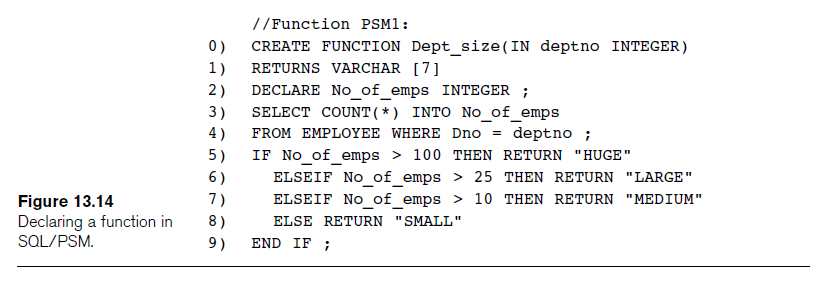 //Function PSM1:
0) CREATE FUNCTION Dept_size(IN deptno INTEGER)
1) RETURNS VARCHAR [7]
2) DECLARE No_of_emps INTEGER ;
3) SELECT COUNT(*) INTO No_of_emps
4) FROM EMPLOYEE WHERE Dno = deptno ;
5) IF No_of_emps > 100 THEN RETURN "HUGE"
6) ELSEIF No_of_emps > 25 THEN RETURN "LARGE"
7) ELSEIF No_of_emps > 10 THEN RETURN "MEDIUM"
8) ELSE RETURN "SMALL"
9) END IF ;
Figure 13.14
Declaring a function in
SQL/PSM.